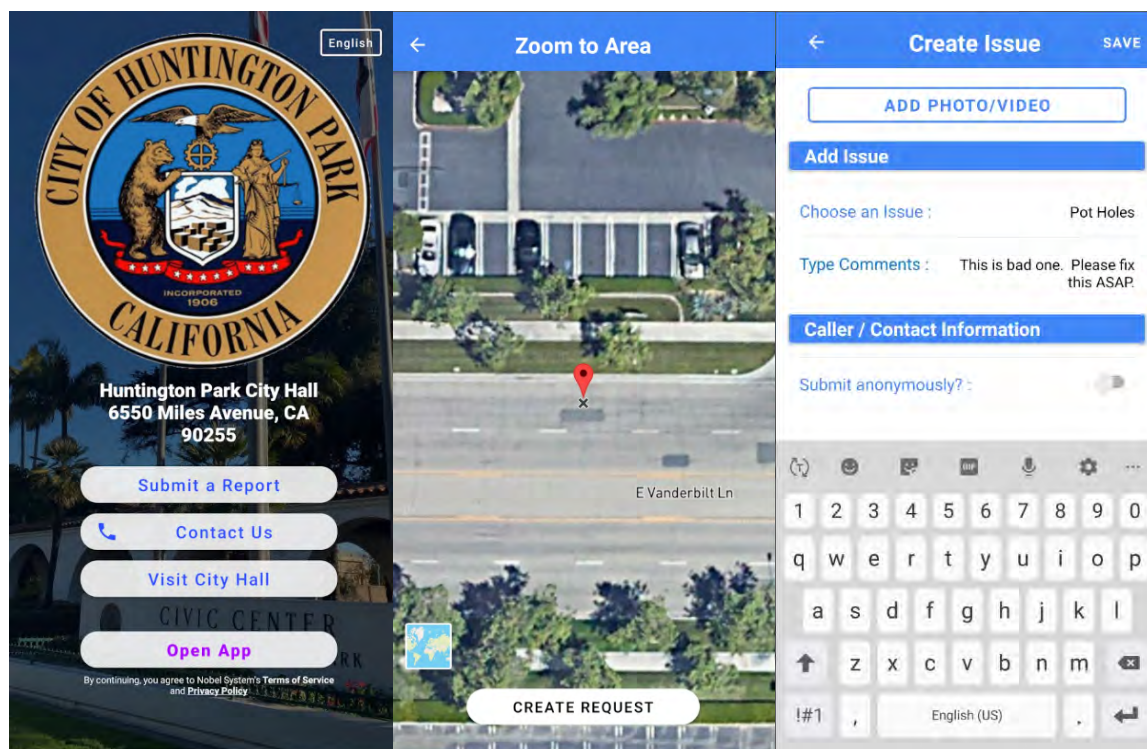 English
CITY OF HUNTINGTON PARK
INCORPORATED
1906
CALIFORNIA
Huntington Park City Hall
6550 Miles Avenue, CA
90255
Submit a Report
Contact Us
Visit City Hall
CIVIC CENTER
Open App
By continuing, you agree to Nobel System's Terms of Service
and Privacy Policy
Zoom to Area
E Vanderbilt Ln
CREATE REQUEST
Create Issue
SAVE
ADD PHOTO/VIDEO
Add Issue
Choose an Issue :
Pot Holes
Type Comments :
This is bad one. Please fix
this ASAP.
Caller / Contact Information
Submit anonymously? :
GIF
1 2 3 4 5 6 7 8 9 0
q w e r t y u i o p
a s d f g h j k l
z x c v b n m
!#1 , English (US) .